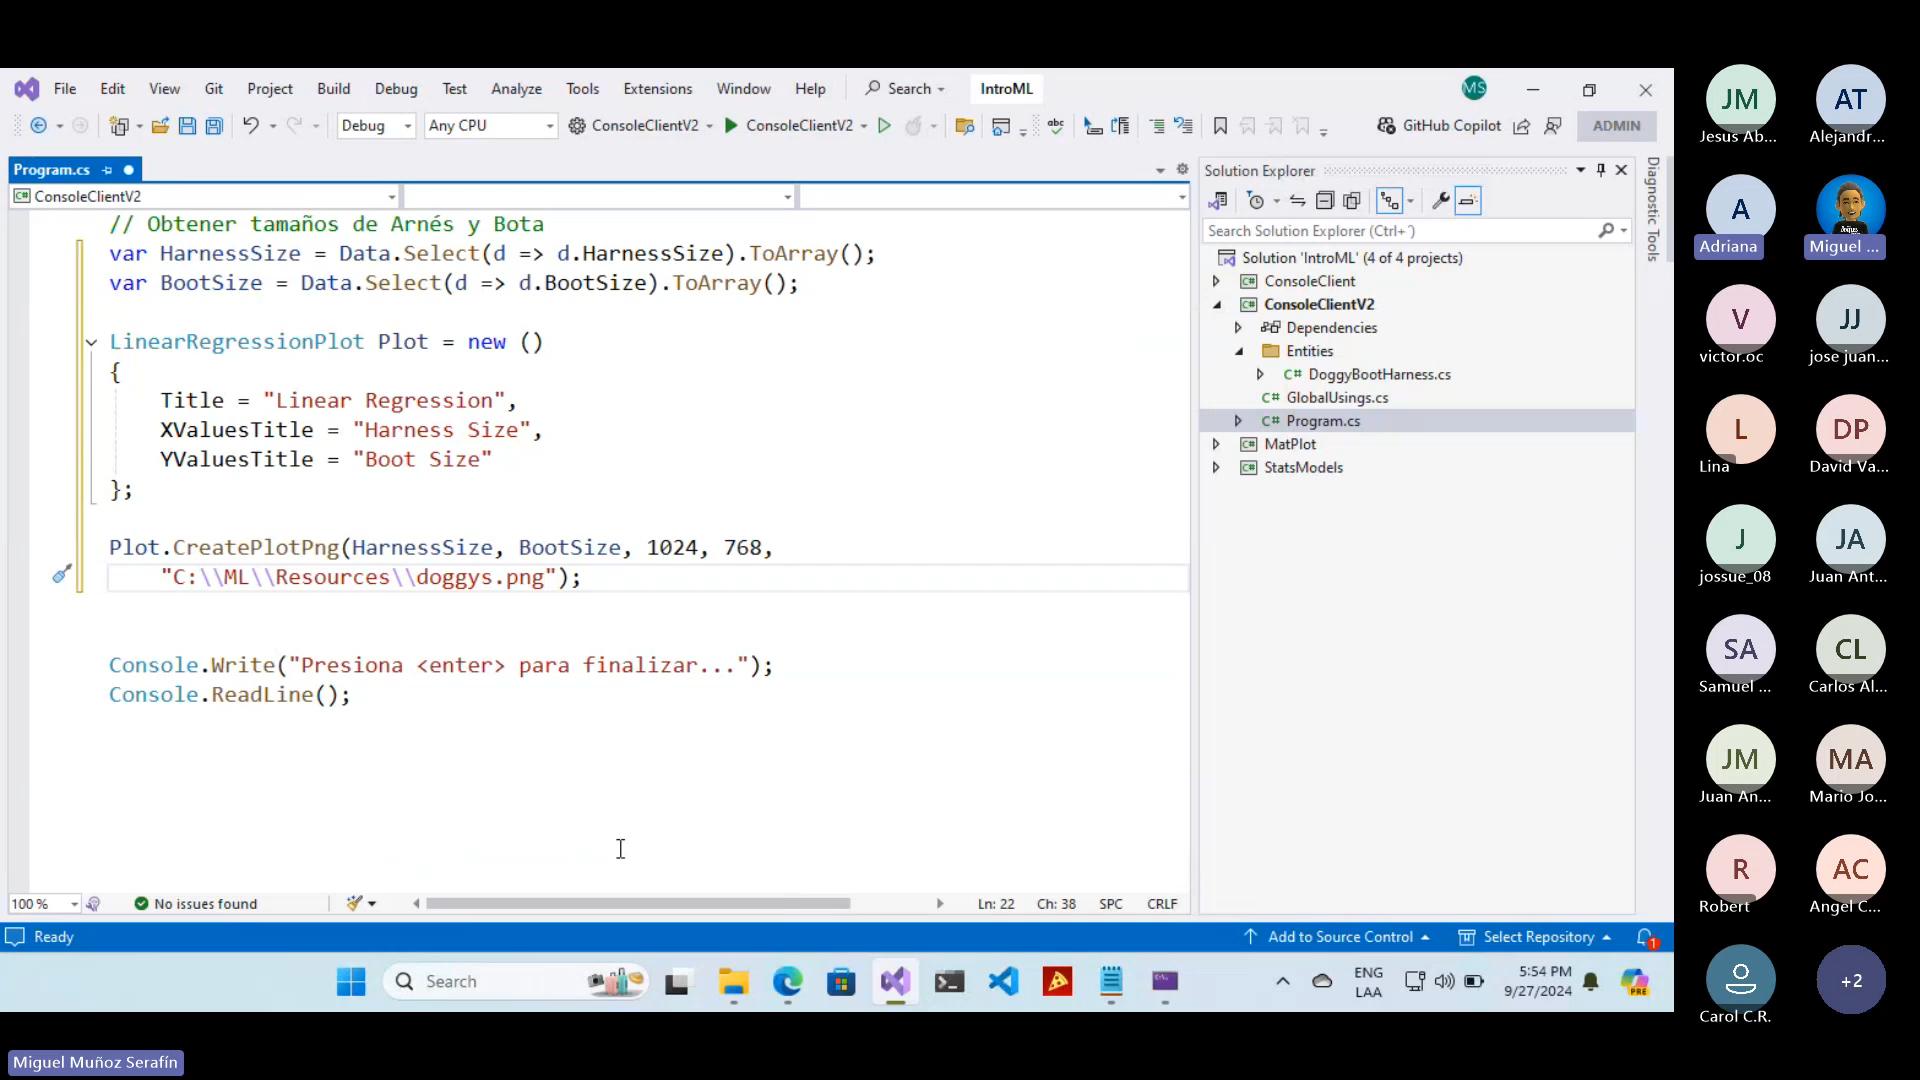 File Edit View Git Project Build Debug Test Analyze Tools Extensions Window Help Search IntroML MS
Debug Any CPU ConsoleClientV2 ConsoleClientV2 GitHub Copilot ADMIN
Program.cs
ConsoleClientV2
// Obtener tamaños de Arnés y Bota
var HarnessSize = Data.Select(d => d.HarnessSize).ToArray();
var BootSize = Data.Select(d => d.BootSize).ToArray();
LinearRegressionPlot Plot = new ()
{
Title = "Linear Regression",
XValuesTitle = "Harness Size",
YValuesTitle = "Boot Size"
};
Plot.CreatePlotPng(HarnessSize, BootSize, 1024, 768,
"C:\\ML\\Resources\\doggys.png");
Console.Write("Presiona <enter> para finalizar...");
Console.ReadLine();
100 % No issues found Ln: 22 Ch: 38 SPC CRLF
Solution Explorer
Search Solution Explorer (Ctrl+´)
Solution 'IntroML' (4 of 4 projects)
C# ConsoleClient
C# ConsoleClientV2
Dependencies
Entities
C# DoggyBootHarness.cs
C# GlobalUsings.cs
C# Program.cs
C# MatPlot
C# StatsModels
Diagnostic Tools
Ready Add to Source Control Select Repository 1
Search ENG LAA 5:54 PM 9/27/2024 PRE
JM
Jesus Ab...
AT
Alejandr...
A
Adriana
Miguel ...
V
victor.oc
JJ
jose juan...
L
Lina
DP
David Va...
J
jossue_08
JA
Juan Ant...
SA
Samuel ...
CL
Carlos Al...
JM
Juan An...
MA
Mario Jo...
R
Robert
AC
Angel C...
Carol C.R.
+2
Miguel Muñoz Serafín